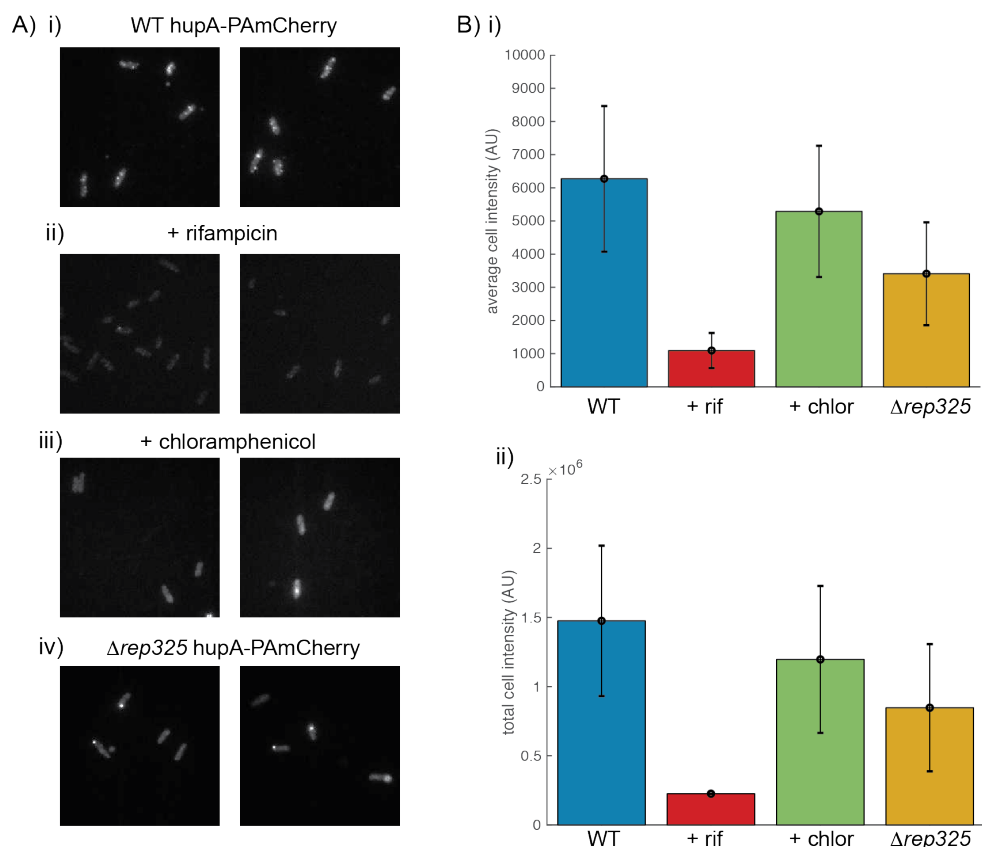 A) i) WT hupA-PAmCherry
ii) + rifampicin
iii) + chloramphenicol
iv) Δrep325 hupA-PAmCherry
B) i)
10000
9000
8000
7000
6000
5000
4000
3000
2000
1000
0
average cell intensity (AU)
WT + rif + chlor Δrep325
ii)
×10⁶
2.5
2
1.5
1
0.5
0
total cell intensity (AU)
WT + rif + chlor Δrep325